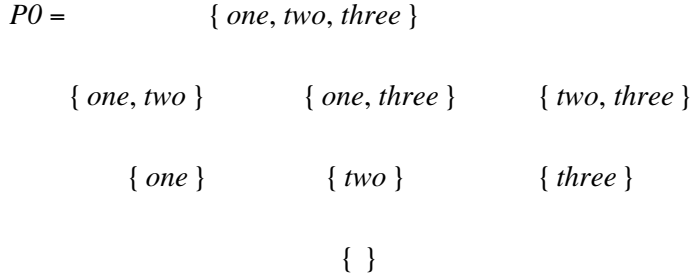 P0 = { one, two, three }
{ one, two } { one, three } { two, three }
{ one } { two } { three }
{ }